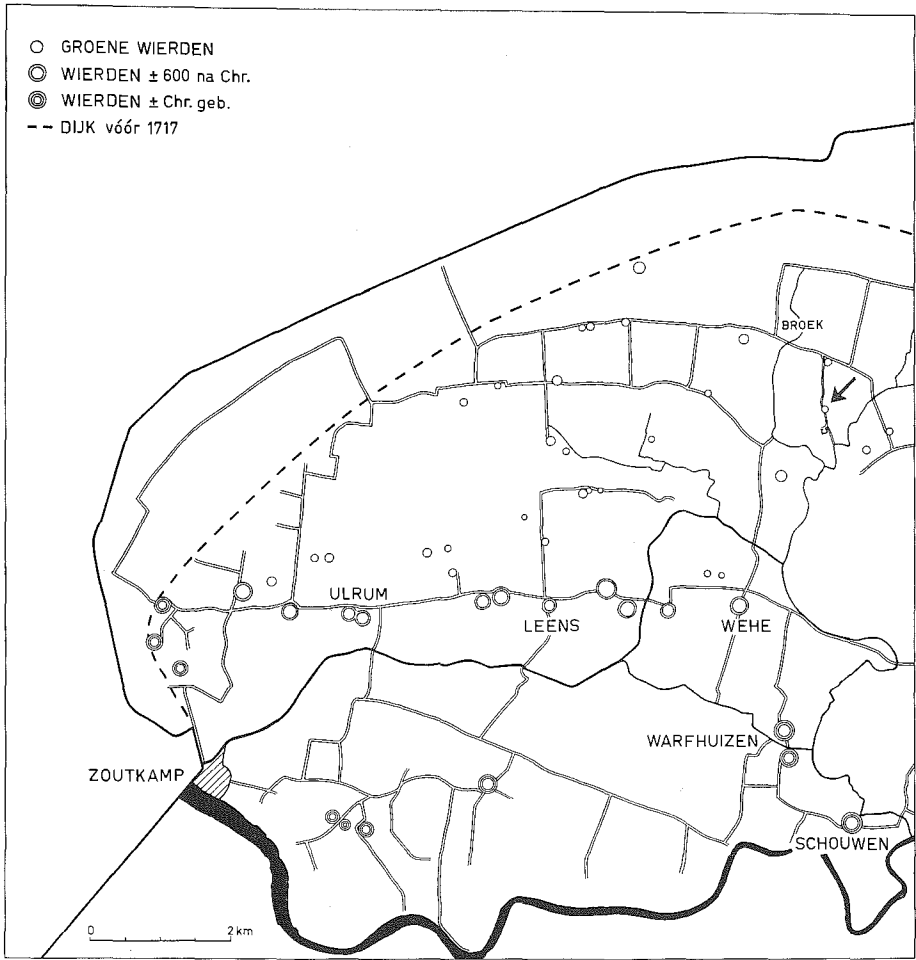 GROENE WIERDEN
WIERDEN ± 600 na Chr.
WIERDEN ± Chr. geb.
DIJK vóór 1717
BROEK
ULRUM
LEENS
WEHE
WARFHUIZEN
ZOUTKAMP
SCHOUWEN
0 2 km